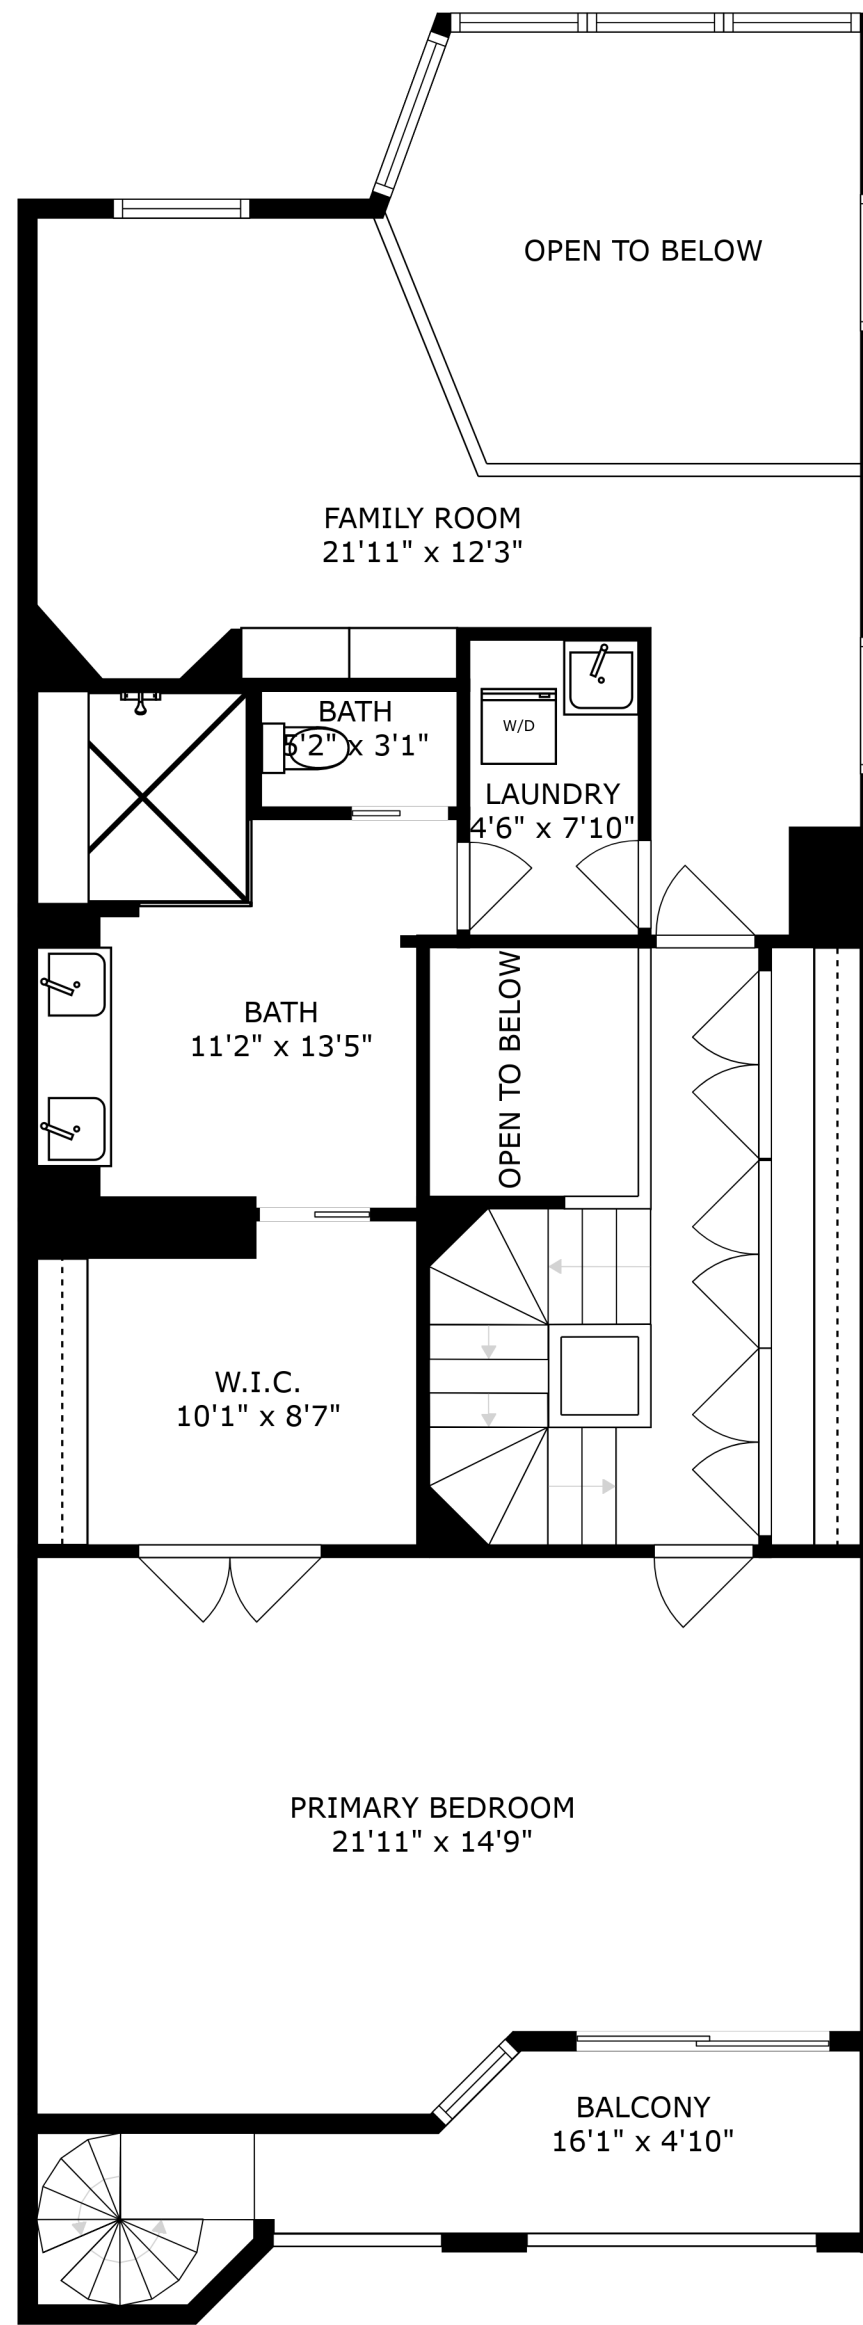 OPEN TO BELOW
FAMILY ROOM
21'11" x 12'3"
BATH
5'2" x 3'1"
W/D
LAUNDRY
4'6" x 7'10"
OPEN TO BELOW
BATH
11'2" x 13'5"
W.I.C.
10'1" x 8'7"
PRIMARY BEDROOM
21'11" x 14'9"
BALCONY
16'1" x 4'10"